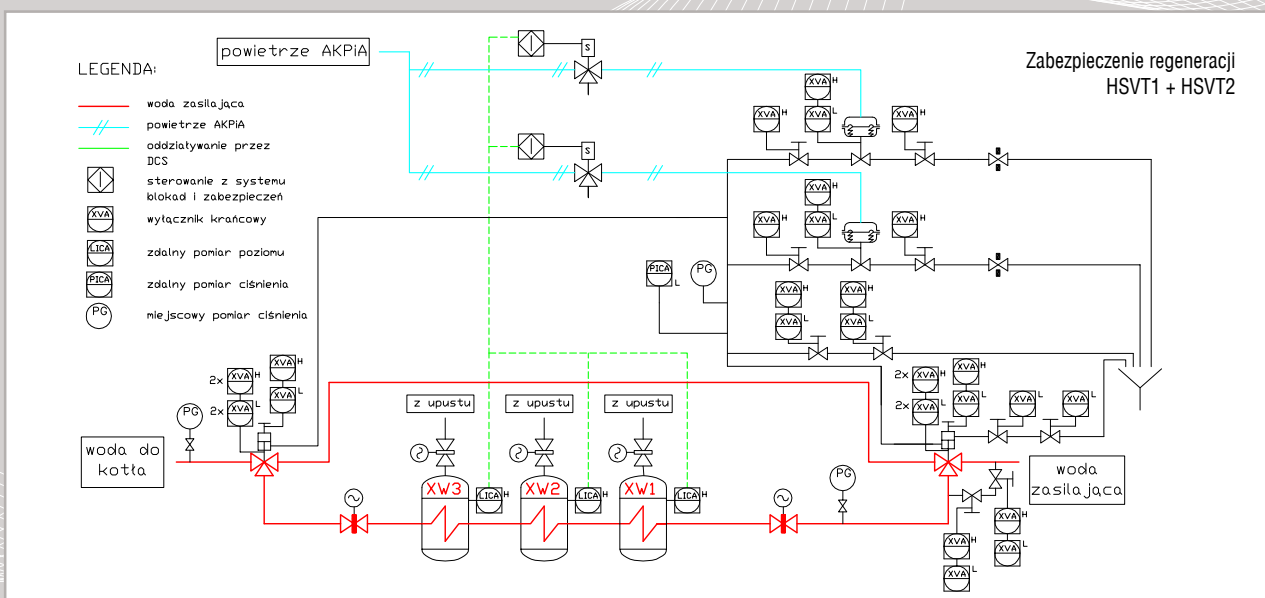 Zabezpieczenie regeneracji
HSVT1 + HSVT2
powietrze AKPiA
LEGENDA:
woda zasilająca
powietrze AKPiA
oddziaływanie przez
DCS
sterowanie z systemu
blokad i zabezpieczeń
XVA
wyłącznik krańcowy
LICA
zdalny pomiar poziomu
PICA
zdalny pomiar ciśnienia
PG
miejscowy pomiar ciśnienia
S
S
XVA H
XVA H
XVA L
XVA H
XVA H
XVA H
XVA L
XVA H
PICA L
PG
XVA H
XVA L
XVA H
XVA L
2x XVA H
2x XVA L
XVA H
XVA L
PG
woda do
kotła
z upustu
z upustu
z upustu
XW3
LICA H
XW2
LICA H
XW1
LICA H
PG
2x XVA H
2x XVA L
XVA H
XVA L
XVA L
XVA L
woda
zasilająca
XVA H
XVA L
XVA H
XVA L